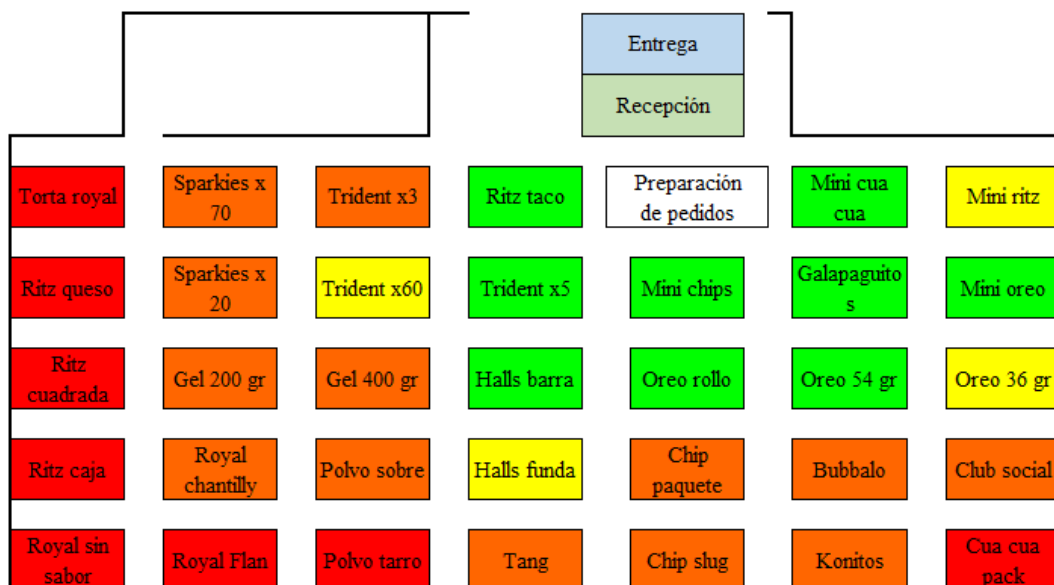 Entrega
Recepción
Torta royal
Sparkies x
70
Trident x3
Ritz taco
Preparación
de pedidos
Mini cua
cua
Mini ritz
Ritz queso
Sparkies x
20
Trident x60
Trident x5
Mini chips
Galapaguito
s
Mini oreo
Ritz
cuadrada
Gel 200 gr
Gel 400 gr
Halls barra
Oreo rollo
Oreo 54 gr
Oreo 36 gr
Ritz caja
Royal
chantilly
Polvo sobre
Halls funda
Chip
paquete
Bubbalo
Club social
Royal sin
sabor
Royal Flan
Polvo tarro
Tang
Chip slug
Konitos
Cua cua
pack